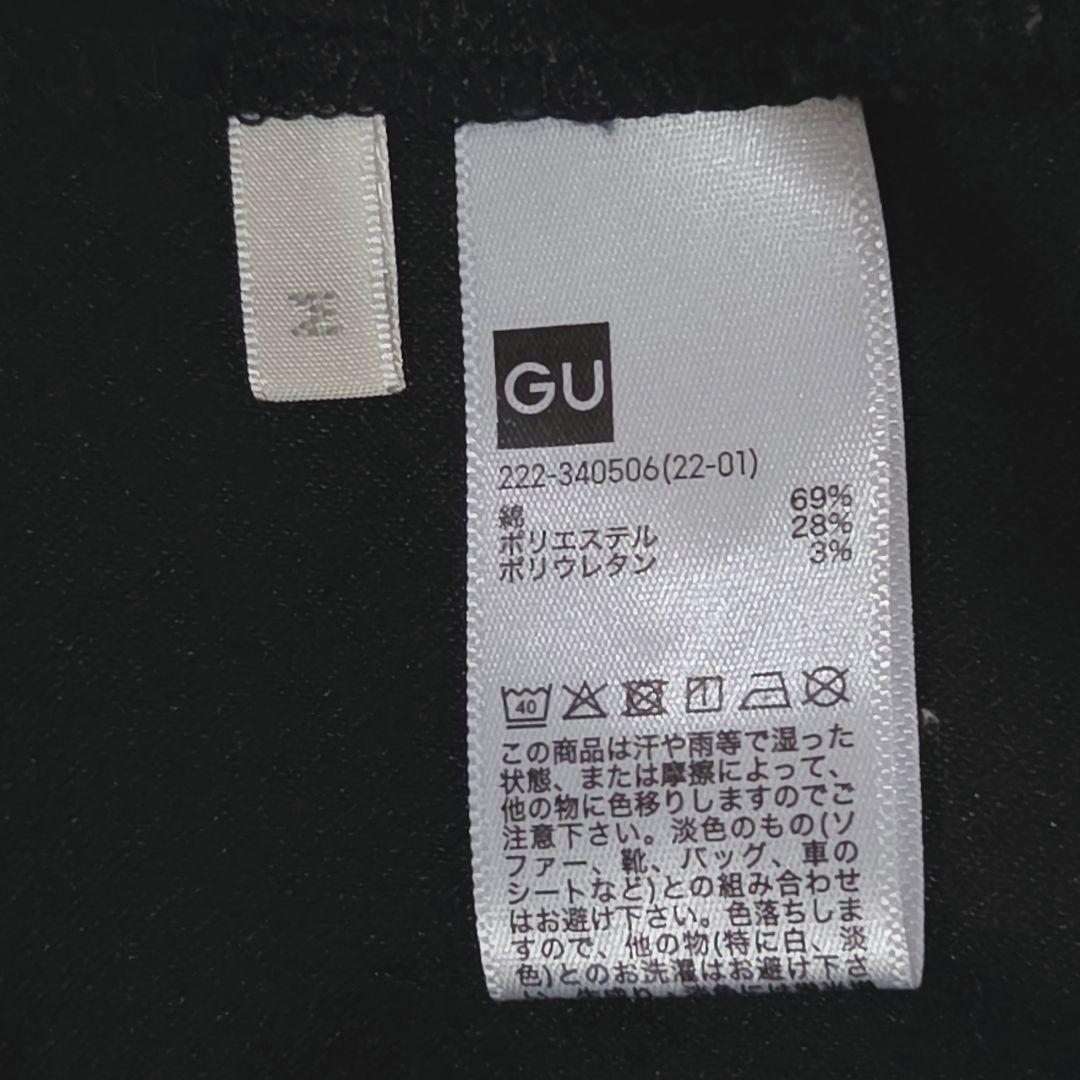 M
GU
222-340506(22-01)
綿 69%
ポリエステル 28%
ポリウレタン 3%
40
この商品は汗や雨等で湿った
状態、または摩擦によって、
他の物に色移りしますのでご
注意下さい。淡色のもの(ソ
ファー、靴、バッグ、車の
シートなど)との組み合わせ
はお避け下さい。色落ちしま
すので、他の物(特に白、淡
色)とのお洗濯はお避け下さ